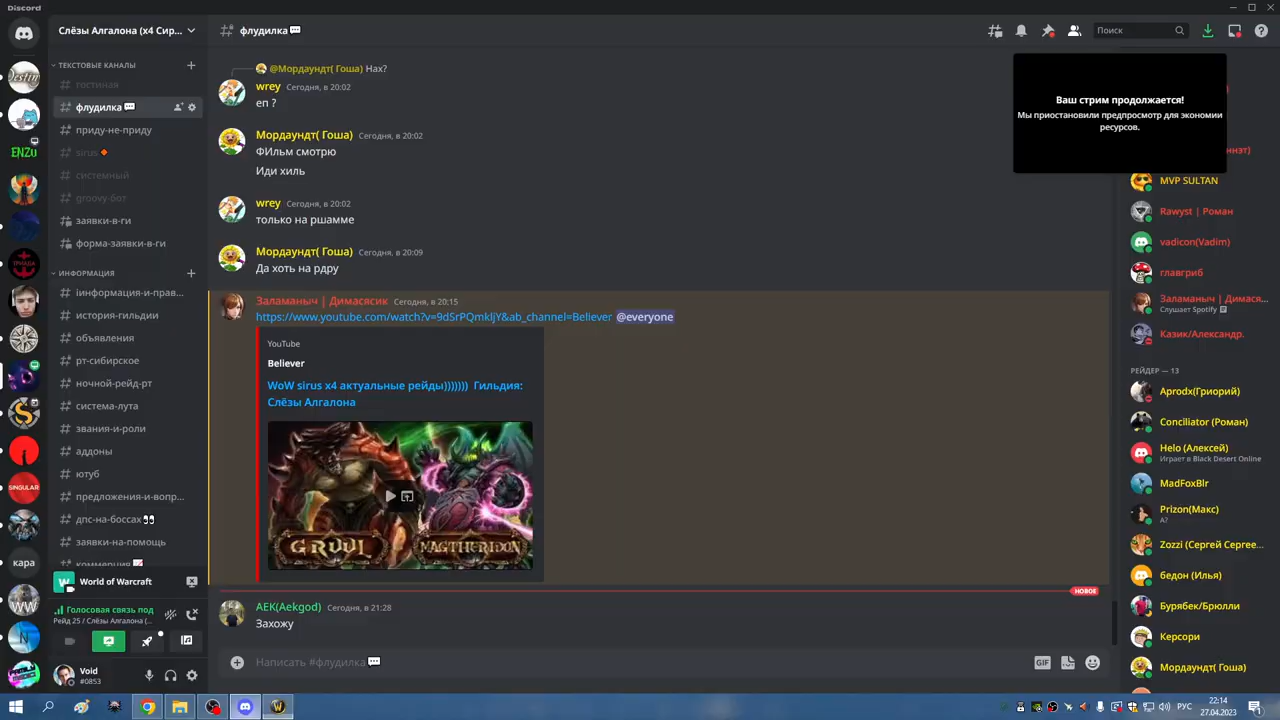 Discord
Слёзы Алгалона (x4 Сир...
флудилка
Поиск
ТЕКСТОВЫЕ КАНАЛЫ
гостиная
флудилка
приду-не-приду
sirus
системный
groovy-бот
заявки-в-ги
форма-заявки-в-ги
ИНФОРМАЦИЯ
информация-и-прав...
история-гильдии
объявления
рт-сибирское
ночной-рейд-рт
система-лута
звания-и-роли
аддоны
ютуб
предложения-и-вопр...
дпс-на-боссах
заявки-на-помощь
коммерция
World of Warcraft
Голосовая связь под
Рейд 25 / Слёзы Алгалона (...
Void
#0853
ENZO
ТРИАДА
SINGULAR
кара
WW
@Мордаундт( Гоша) Нах?
wrey Сегодня, в 20:02
еп ?
Мордаундт( Гоша) Сегодня, в 20:02
ФИльм смотрю
Иди хиль
wrey Сегодня, в 20:02
только на ршамме
Мордаундт( Гоша) Сегодня, в 20:09
Да хоть на рдру
Заламаныч | Димасясик Сегодня, в 20:15
https://www.youtube.com/watch?v=9dSrPQmkIjY&ab_channel=Believer @everyone
YouTube
Believer
WoW sirus x4 актуальные рейды))))))) Гильдия:
Слёзы Алгалона
GRUUL
MAGTHERIDON
НОВОЕ
AEK(Aekgod) Сегодня, в 21:28
Захожу
Написать #флудилка
GIF
Ваш стрим продолжается!
Мы приостановили предпросмотр для экономии
ресурсов.
MVP SULTAN
Rawyst | Роман
vadicon(Vadim)
главгриб
Заламаныч | Димася...
Слушает Spotify
Казик/Александр.
РЕЙДЕР — 13
Aprodx(Гриорий)
Conciliator (Роман)
Helo (Алексей)
Играет в Black Desert Online
MadFoxBlr
Prizon(Макс)
А?
Zozzi (Сергей Сергее...
бедон (Илья)
Бурябек/Брюлли
Керсори
Мордаундт( Гоша)
РУС
22:14
27.04.2023